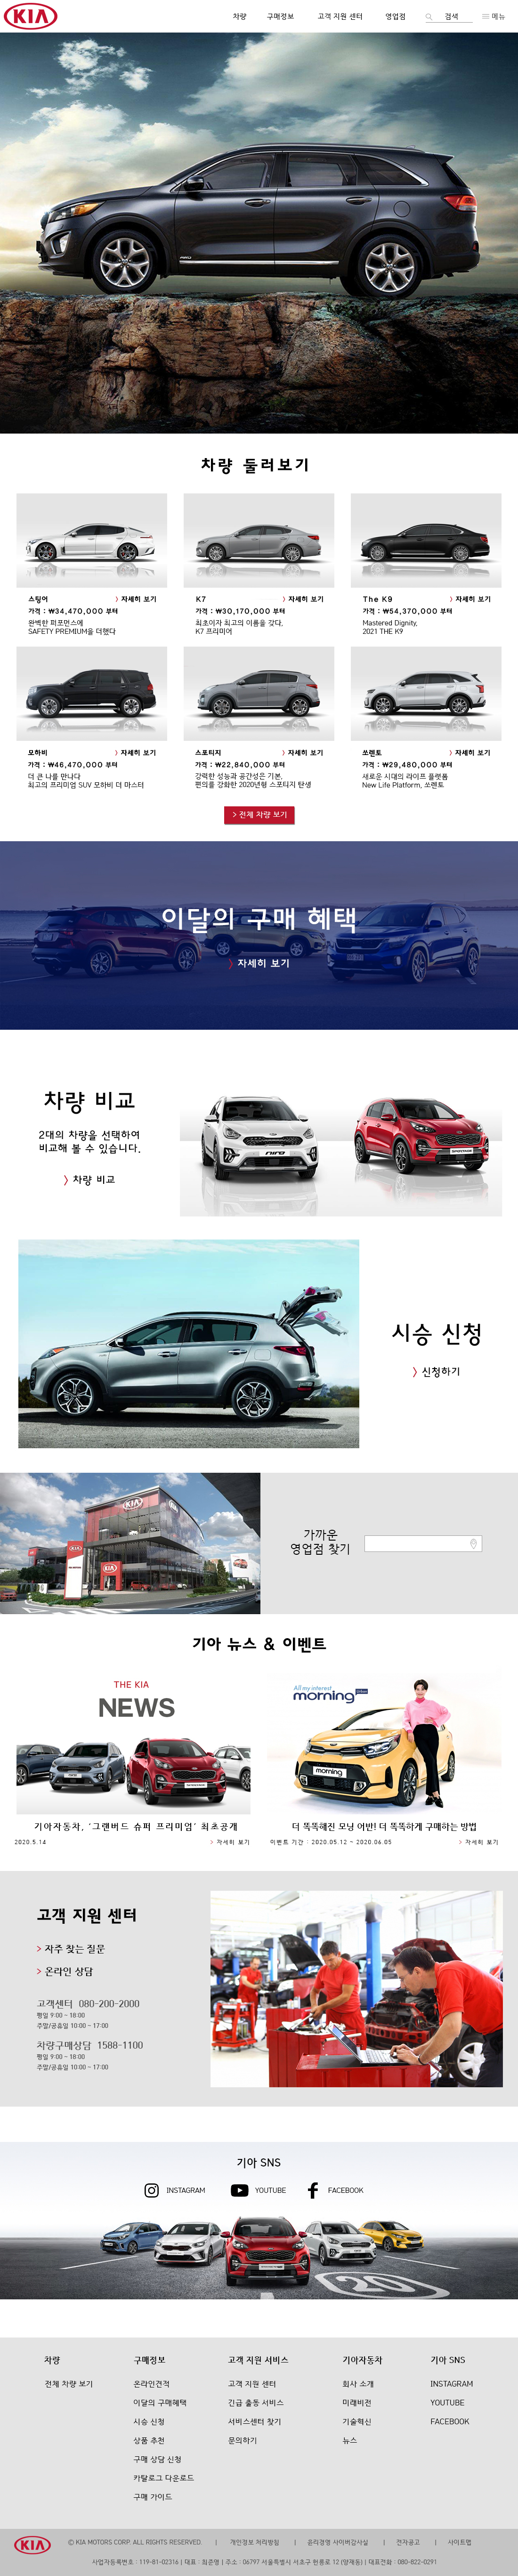 KIA
차량
구매정보
고객 지원 센터
영업점
검색
메뉴
차량 둘러보기
스팅어
> 자세히 보기
가격 : ₩34,470,000 부터
완벽한 퍼포먼스에
SAFETY PREMIUM을 더했다
K7
> 자세히 보기
가격 : ₩30,170,000 부터
최초이자 최고의 이름을 갖다,
K7 프리미어
The K9
> 자세히 보기
가격 : ₩54,370,000 부터
Mastered Dignity,
2021 THE K9
모하비
> 자세히 보기
가격 : ₩46,470,000 부터
더 큰 나를 만나다
최고의 프리미엄 SUV 모하비 더 마스터
스포티지
> 자세히 보기
가격 : ₩22,840,000 부터
강력한 성능과 공간성은 기본,
편의를 강화한 2020년형 스포티지 탄생
쏘렌토
> 자세히 보기
가격 : ₩29,480,000 부터
새로운 시대의 라이프 플랫폼
New Life Platform, 쏘렌토
> 전체 차량 보기
이달의 구매 혜택
> 자세히 보기
차량 비교
2대의 차량을 선택하여
비교해 볼 수 있습니다.
> 차량 비교
niro
SPORTAGE
시승 신청
> 신청하기
KIA
KIA
KIA
가까운
영업점 찾기
기아 뉴스 & 이벤트
THE KIA
NEWS
기아자동차, '그랜버드 슈퍼 프리미엄' 최초공개
2020.5.14
> 자세히 보기
All my interest
morning
morning
더 똑똑해진 모닝 어반! 더 똑똑하게 구매하는 방법
이벤트 기간 : 2020.05.12 ~ 2020.06.05
> 자세히 보기
고객 지원 센터
> 자주 찾는 질문
> 온라인 상담
고객센터 080-200-2000
평일 9:00 ~ 18:00
주말/공휴일 10:00 ~ 17:00
차량구매상담 1588-1100
평일 9:00 ~ 18:00
주말/공휴일 10:00 ~ 17:00
기아 SNS
INSTAGRAM
YOUTUBE
FACEBOOK
20
차량
전체 차량 보기
구매정보
온라인견적
이달의 구매혜택
시승 신청
상품 추천
구매 상담 신청
카탈로그 다운로드
구매 가이드
고객 지원 서비스
고객 지원 센터
긴급 출동 서비스
서비스센터 찾기
문의하기
기아자동차
회사 소개
미래비전
기술혁신
뉴스
기아 SNS
INSTAGRAM
YOUTUBE
FACEBOOK
KIA
ⓒ KIA MOTORS CORP. ALL RIGHTS RESERVED. | 개인정보 처리방침 | 윤리경영 사이버감사실 | 전자공고 | 사이트맵
사업자등록번호 : 119-81-02316 | 대표 : 최준영 | 주소 : 06797 서울특별시 서초구 헌릉로 12 (양재동) | 대표전화 : 080-822-0291